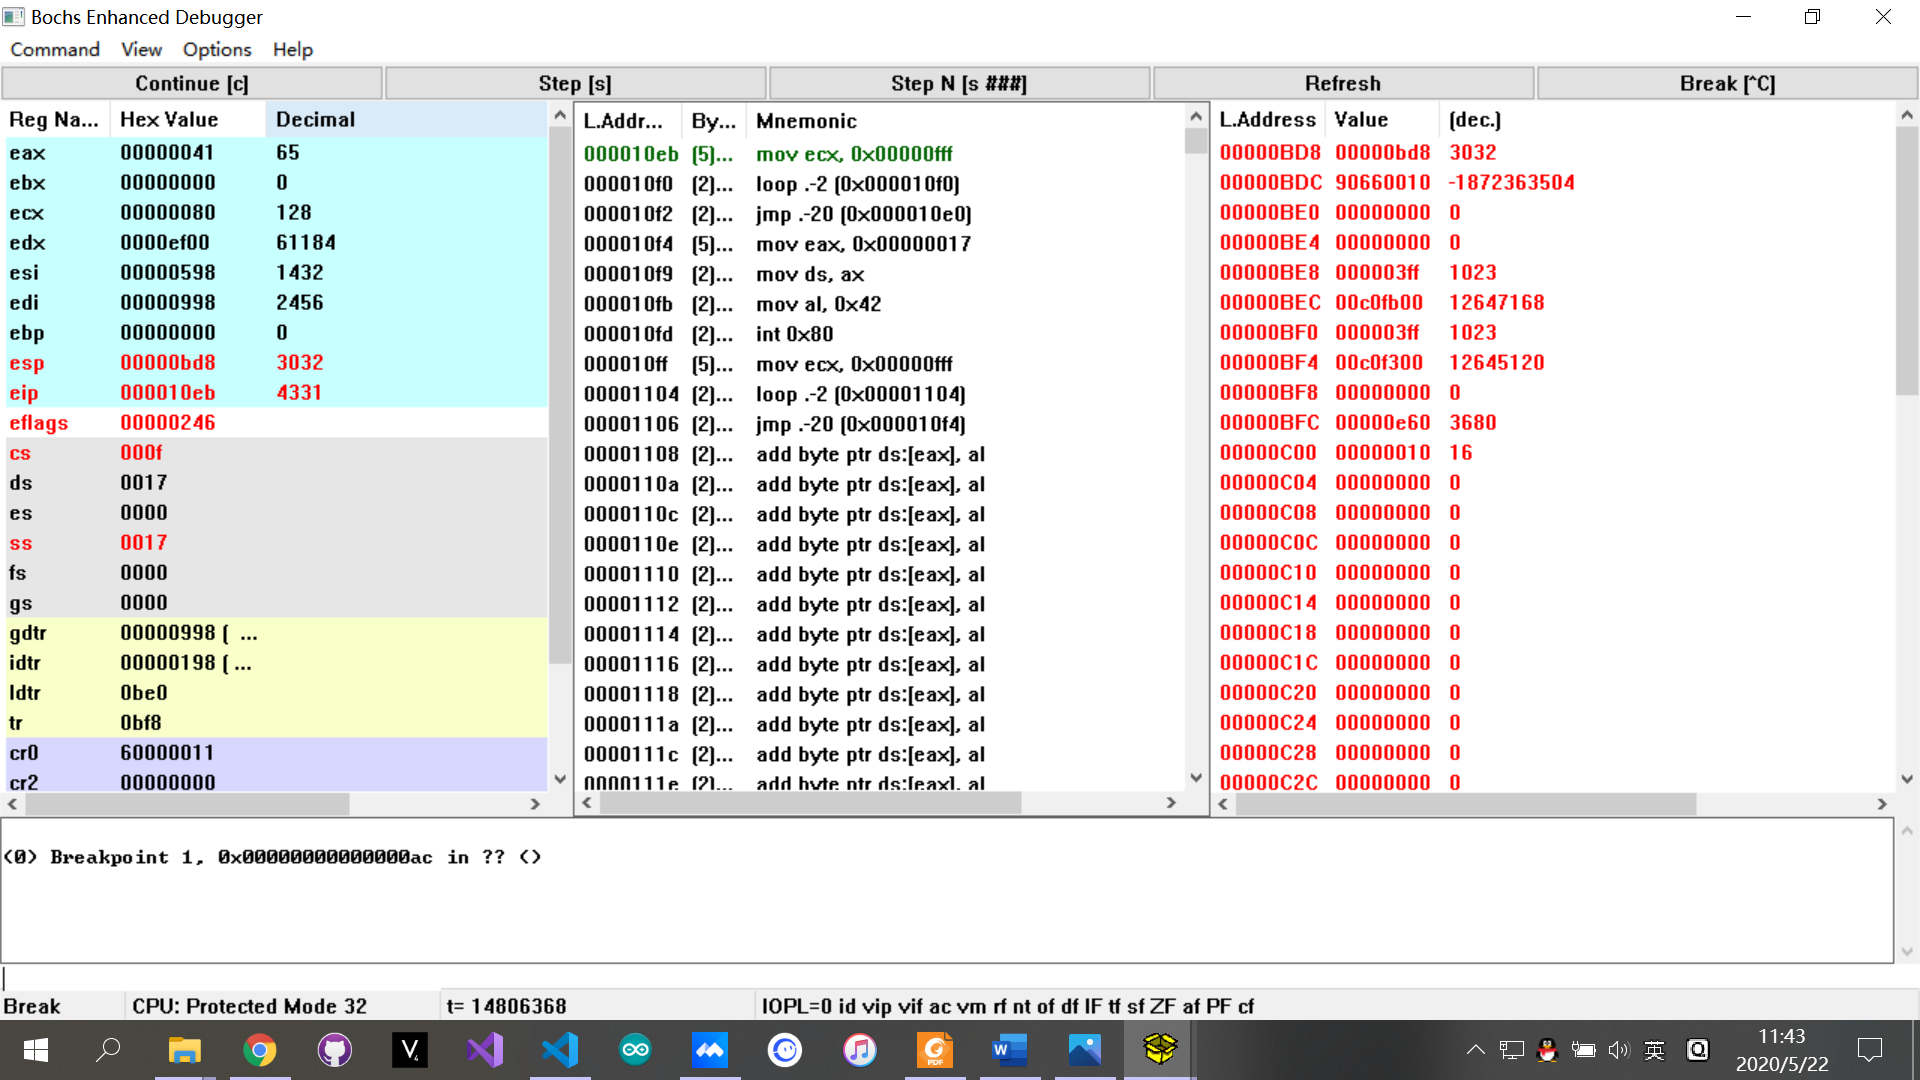 Bochs Enhanced Debugger
Command View Options Help
Continue [c] Step [s] Step N [s ###] Refresh Break [^C]
Reg Na... Hex Value Decimal
eax 00000041 65
ebx 00000000 0
ecx 00000080 128
edx 0000ef00 61184
esi 00000598 1432
edi 00000998 2456
ebp 00000000 0
esp 00000bd8 3032
eip 000010eb 4331
eflags 00000246
cs 000f
ds 0017
es 0000
ss 0017
fs 0000
gs 0000
gdtr 00000998 ( ...
idtr 00000198 ( ...
ldtr 0be0
tr 0bf8
cr0 60000011
cr2 00000000
L.Addr... By... Mnemonic
000010eb (5)... mov ecx, 0x00000fff
000010f0 (2)... loop .-2 (0x000010f0)
000010f2 (2)... jmp .-20 (0x000010e0)
000010f4 (5)... mov eax, 0x00000017
000010f9 (2)... mov ds, ax
000010fb (2)... mov al, 0x42
000010fd (2)... int 0x80
000010ff (5)... mov ecx, 0x00000fff
00001104 (2)... loop .-2 (0x00001104)
00001106 (2)... jmp .-20 (0x000010f4)
00001108 (2)... add byte ptr ds:[eax], al
0000110a (2)... add byte ptr ds:[eax], al
0000110c (2)... add byte ptr ds:[eax], al
0000110e (2)... add byte ptr ds:[eax], al
00001110 (2)... add byte ptr ds:[eax], al
00001112 (2)... add byte ptr ds:[eax], al
00001114 (2)... add byte ptr ds:[eax], al
00001116 (2)... add byte ptr ds:[eax], al
00001118 (2)... add byte ptr ds:[eax], al
0000111a (2)... add byte ptr ds:[eax], al
0000111c (2)... add byte ptr ds:[eax], al
0000111e (2)... add byte ptr ds:[eax], al
L.Address Value (dec.)
00000BD8 00000bd8 3032
00000BDC 90660010 -1872363504
00000BE0 00000000 0
00000BE4 00000000 0
00000BE8 000003ff 1023
00000BEC 00c0fb00 12647168
00000BF0 000003ff 1023
00000BF4 00c0f300 12645120
00000BF8 00000000 0
00000BFC 00000e60 3680
00000C00 00000010 16
00000C04 00000000 0
00000C08 00000000 0
00000C0C 00000000 0
00000C10 00000000 0
00000C14 00000000 0
00000C18 00000000 0
00000C1C 00000000 0
00000C20 00000000 0
00000C24 00000000 0
00000C28 00000000 0
00000C2C 00000000 0
(0) Breakpoint 1, 0x00000000000000ac in ?? ()
Break CPU: Protected Mode 32 t= 14806368 IOPL=0 id vip vif ac vm rf nt of df IF tf sf ZF af PF cf
英
11:43
2020/5/22